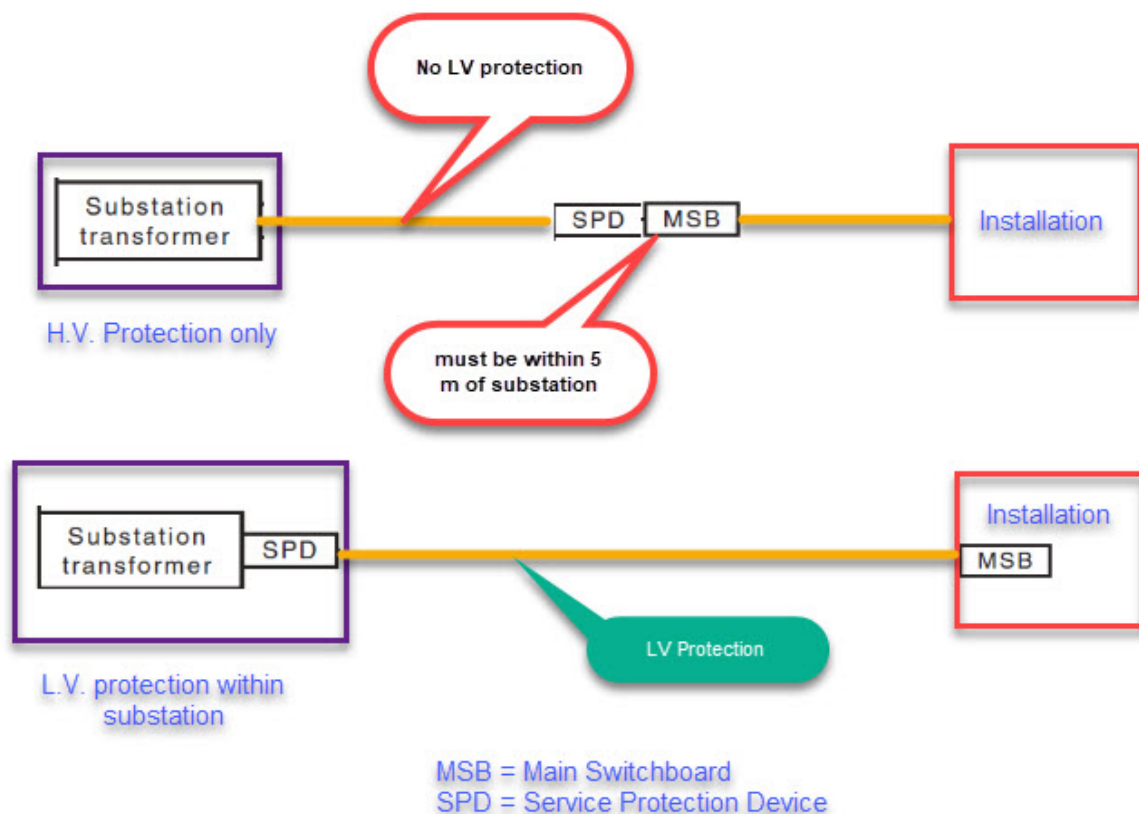 No LV protection
Substation
transformer
SPD
MSB
Installation
H.V. Protection only
must be within 5
m of substation
Substation
transformer
SPD
Installation
MSB
LV Protection
L.V. protection within
substation
MSB = Main Switchboard
SPD = Service Protection Device